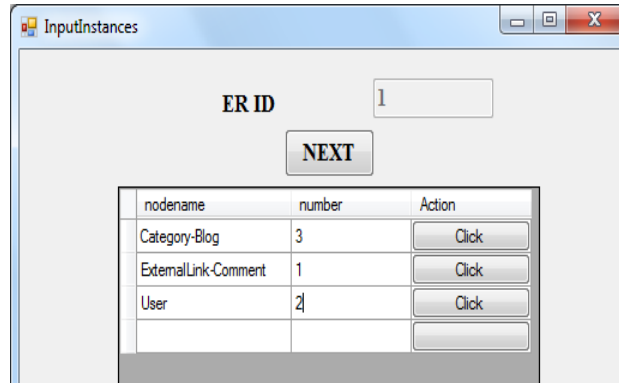 InputInstances
ER ID 1
NEXT
nodename number Action
Category-Blog 3 Click
ExternalLink-Comment 1 Click
User 2 Click